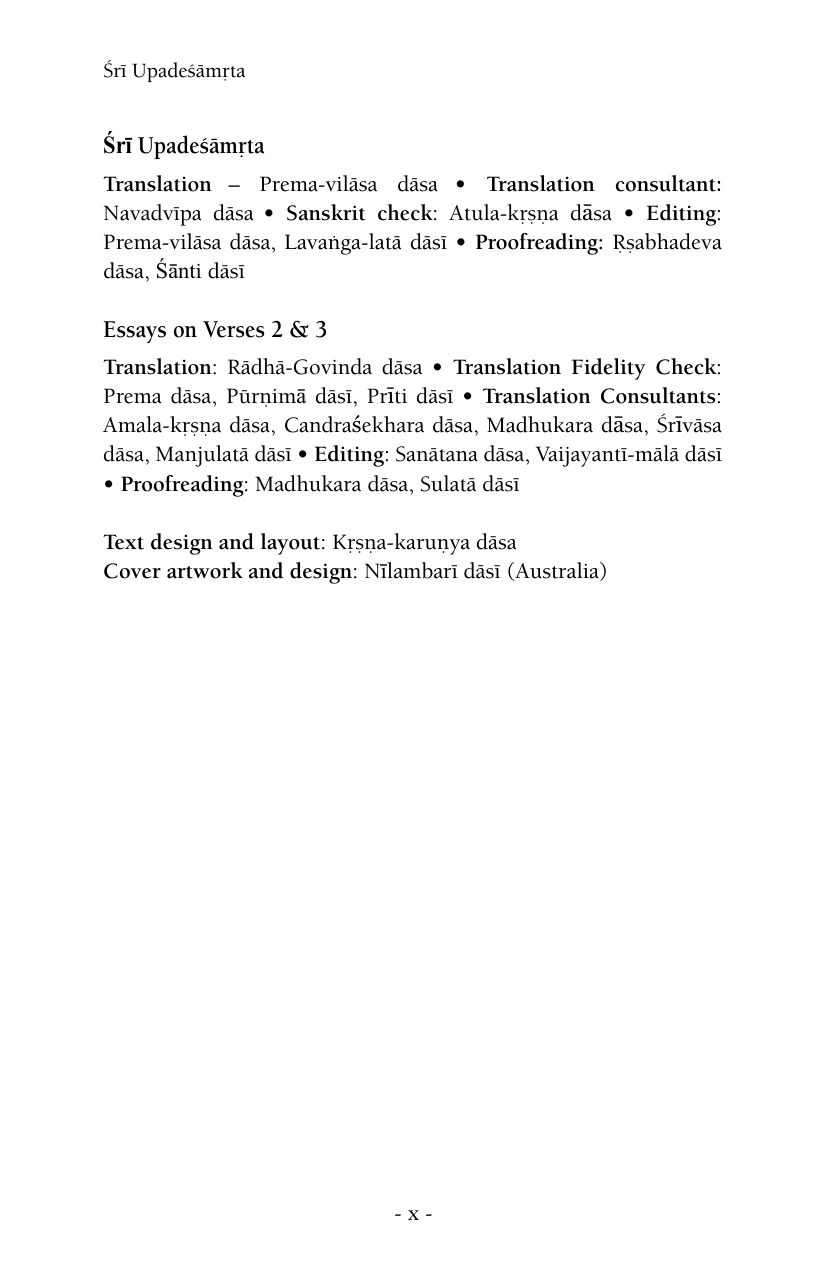 Śrī Upadeśāmṛta
Śrī Upadeśāmṛta
Translation – Prema-vilāsa dāsa • Translation consultant:
Navadvīpa dāsa • Sanskrit check: Atula-kṛṣṇa dāsa • Editing:
Prema-vilāsa dāsa, Lavaṅga-latā dāsī • Proofreading: Ṛṣabhadeva
dāsa, Śānti dāsī
Essays on Verses 2 & 3
Translation: Rādhā-Govinda dāsa • Translation Fidelity Check:
Prema dāsa, Pūrṇimā dāsī, Prīti dāsī • Translation Consultants:
Amala-kṛṣṇa dāsa, Candraśekhara dāsa, Madhukara dāsa, Śrīvāsa
dāsa, Manjulatā dāsī • Editing: Sanātana dāsa, Vaijayantī-mālā dāsī
• Proofreading: Madhukara dāsa, Sulatā dāsī
Text design and layout: Kṛṣṇa-karuṇya dāsa
Cover artwork and design: Nīlambarī dāsī (Australia)
- x -